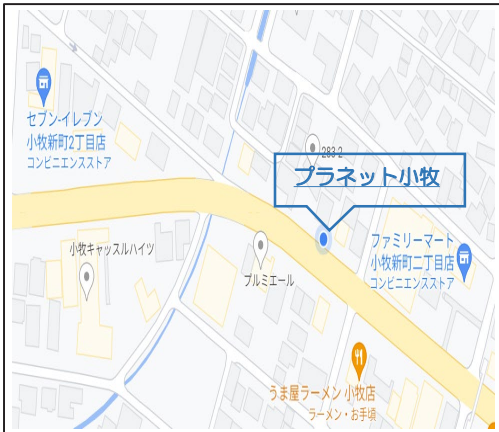 セブン-イレブン
小牧新町2丁目店
コンビニエンスストア
283-2
プラネット小牧
小牧キャッスルハイツ
プルミエール
ファミリーマート
小牧新町二丁目店
コンビニエンスストア
うま屋ラーメン 小牧店
ラーメン・お手頃